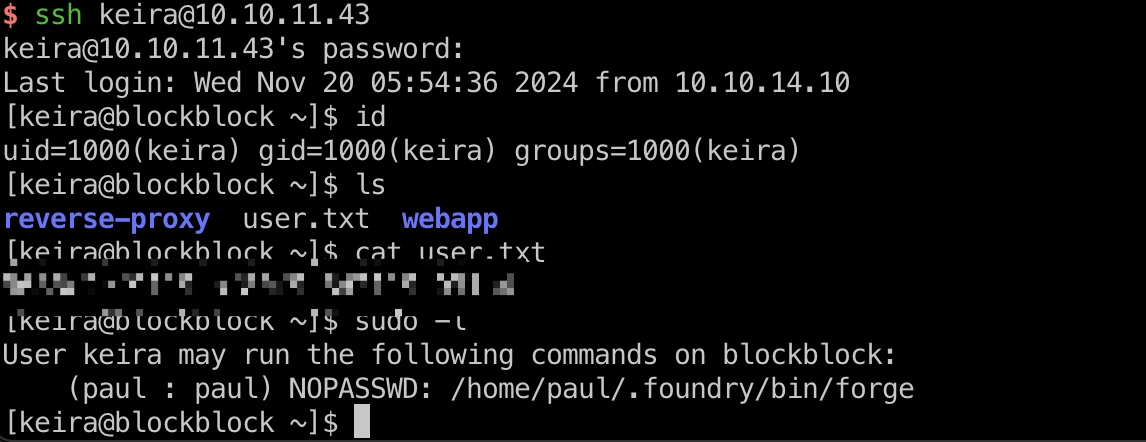 $ ssh keira@10.10.11.43
keira@10.10.11.43's password:
Last login: Wed Nov 20 05:54:36 2024 from 10.10.14.10
[keira@blockblock ~]$ id
uid=1000(keira) gid=1000(keira) groups=1000(keira)
[keira@blockblock ~]$ ls
reverse-proxy  user.txt  webapp
[keira@blockblock ~]$ cat user.txt
[keira@blockblock ~]$ sudo -l
User keira may run the following commands on blockblock:
    (paul : paul) NOPASSWD: /home/paul/.foundry/bin/forge
[keira@blockblock ~]$